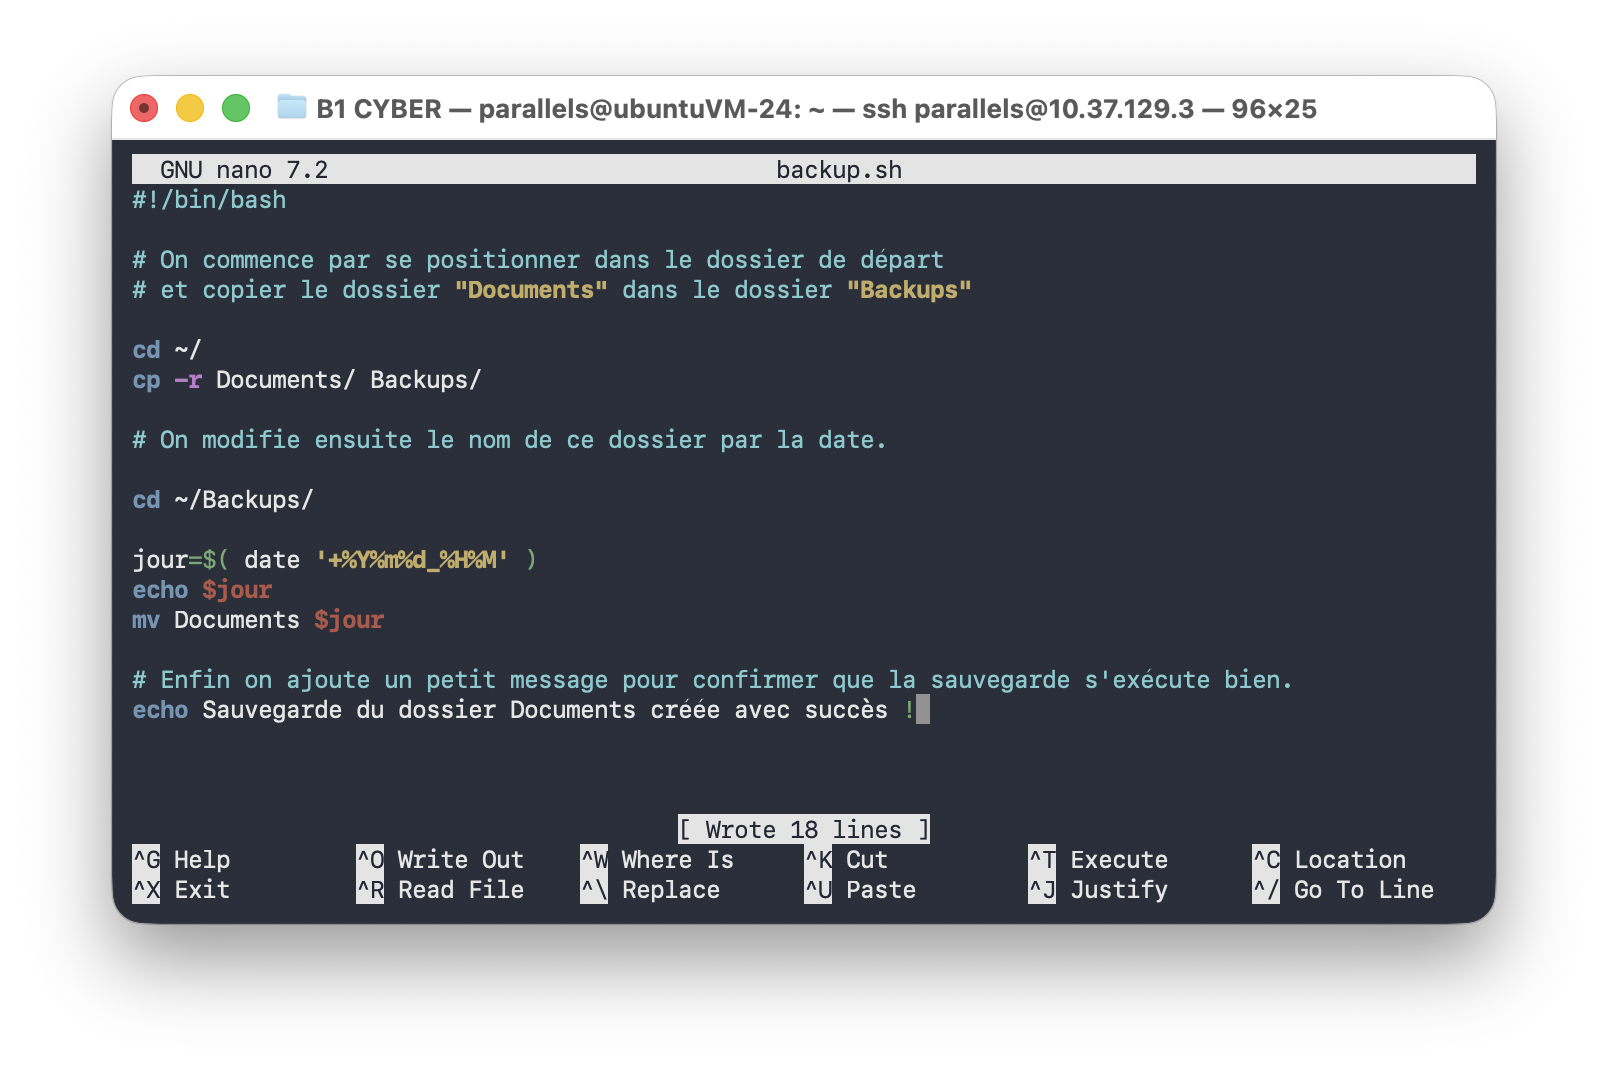 B1 CYBER — parallels@ubuntuVM-24: ~ — ssh parallels@10.37.129.3 — 96×25
GNU nano 7.2 backup.sh
#!/bin/bash
# On commence par se positionner dans le dossier de départ
# et copier le dossier "Documents" dans le dossier "Backups"
cd ~/
cp -r Documents/ Backups/
# On modifie ensuite le nom de ce dossier par la date.
cd ~/Backups/
jour=$( date '+%Y%m%d_%H%M' )
echo $jour
mv Documents $jour
# Enfin on ajoute un petit message pour confirmer que la sauvegarde s'exécute bien.
echo Sauvegarde du dossier Documents créée avec succès !
[ Wrote 18 lines ]
^G Help ^O Write Out ^W Where Is ^K Cut ^T Execute ^C Location
^X Exit ^R Read File ^\ Replace ^U Paste ^J Justify ^/ Go To Line